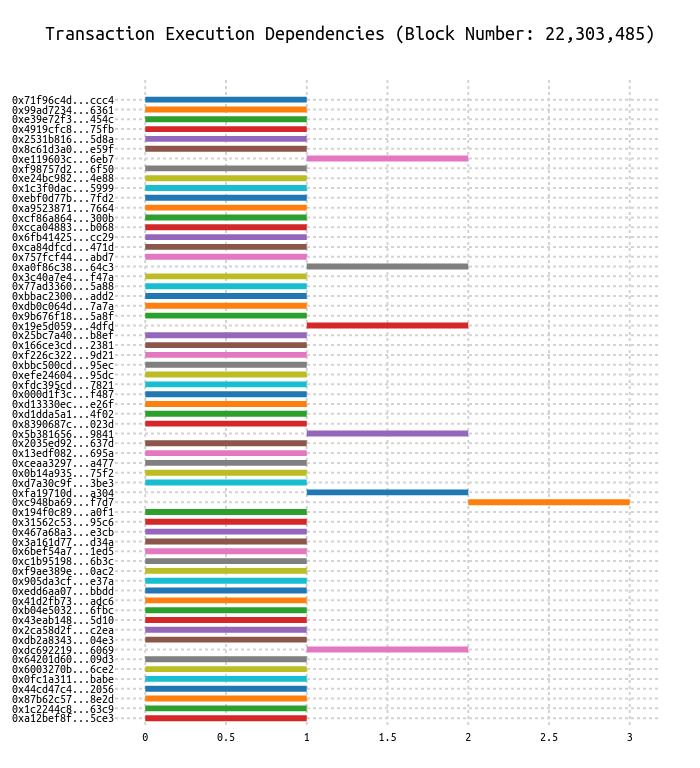 Transaction Execution Dependencies (Block Number: 22,303,485)
0x71f96c4d...ccc4
0x99ad7234...6361
0xe39e72f3...454c
0x4919cfc8...75fb
0x2531b816...5d8a
0x8c61d3a0...e59f
0xe119603c...6eb7
0xf98757d2...6f50
0xe24bc982...4e88
0x1c3f0dac...5999
0xebf0d77b...7fd2
0xa9523871...7664
0xcf86a864...300b
0xcca04883...b068
0x6fb41425...cc29
0xca84dfcd...471d
0x757fcf44...abd7
0xa0f86c38...64c3
0x3c40a7e4...f47a
0x77ad3360...5a88
0xbbac2300...add2
0xdb0c064d...7a7a
0x9b676f18...5a8f
0x19e5d059...4dfd
0x25bc7a40...b8ef
0x166ce3cd...2381
0xf226c322...9d21
0xbbc500cd...95ec
0xefe24604...95dc
0xfdc395cd...7821
0x000d1f3c...f487
0xd13330ec...e26f
0xd1dda5a1...4f02
0x8390687c...023d
0x5b381656...9841
0x2035ed92...637d
0x13edf082...695a
0xceaa3297...a477
0x0b14a935...75f2
0xd7a30c9f...3be3
0xfa19710d...a304
0xc948ba69...f7d7
0x194f0c89...a0f1
0x31562c53...95c6
0x467a68a3...e3cb
0x3a161d77...d34a
0x6bef54a7...1ed5
0xc1b95198...6b3c
0xf9ae389e...0ac2
0x905da3cf...e37a
0xedd6aa07...bbdd
0x41d2fb73...adc6
0xb04e5032...6fbc
0x43eab148...5d10
0x2ca58d2f...c2ea
0xdb2a8343...04e3
0xdc692219...6069
0x64201d60...09d3
0x6003270b...6ce2
0x0fc1a311...babe
0x44cd47c4...2056
0x87b62c57...8e2d
0x1c2244c8...63c9
0xa12bef8f...5ce3
0 0.5 1 1.5 2 2.5 3